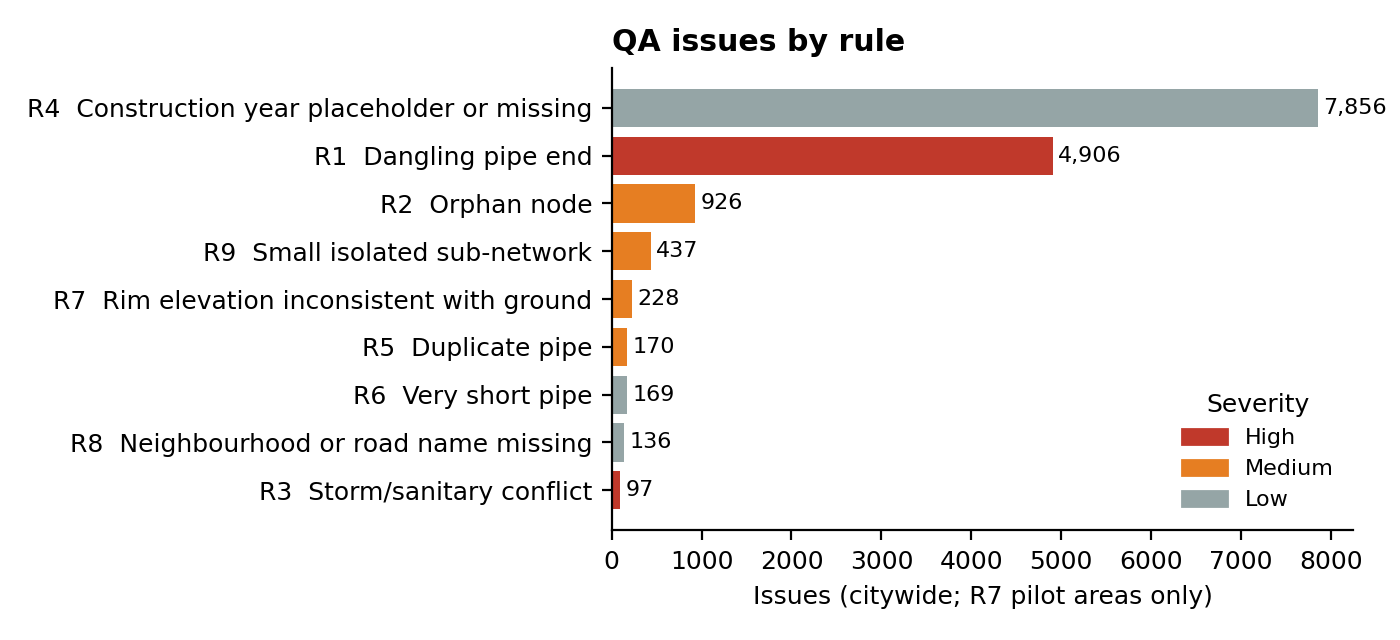 QA issues by rule
R4  Construction year placeholder or missing 7,856
R1  Dangling pipe end 4,906
R2  Orphan node 926
R9  Small isolated sub-network 437
R7  Rim elevation inconsistent with ground 228
R5  Duplicate pipe 170
R6  Very short pipe 169
R8  Neighbourhood or road name missing 136
R3  Storm/sanitary conflict 97
Severity
High
Medium
Low
0 1000 2000 3000 4000 5000 6000 7000 8000
Issues (citywide; R7 pilot areas only)